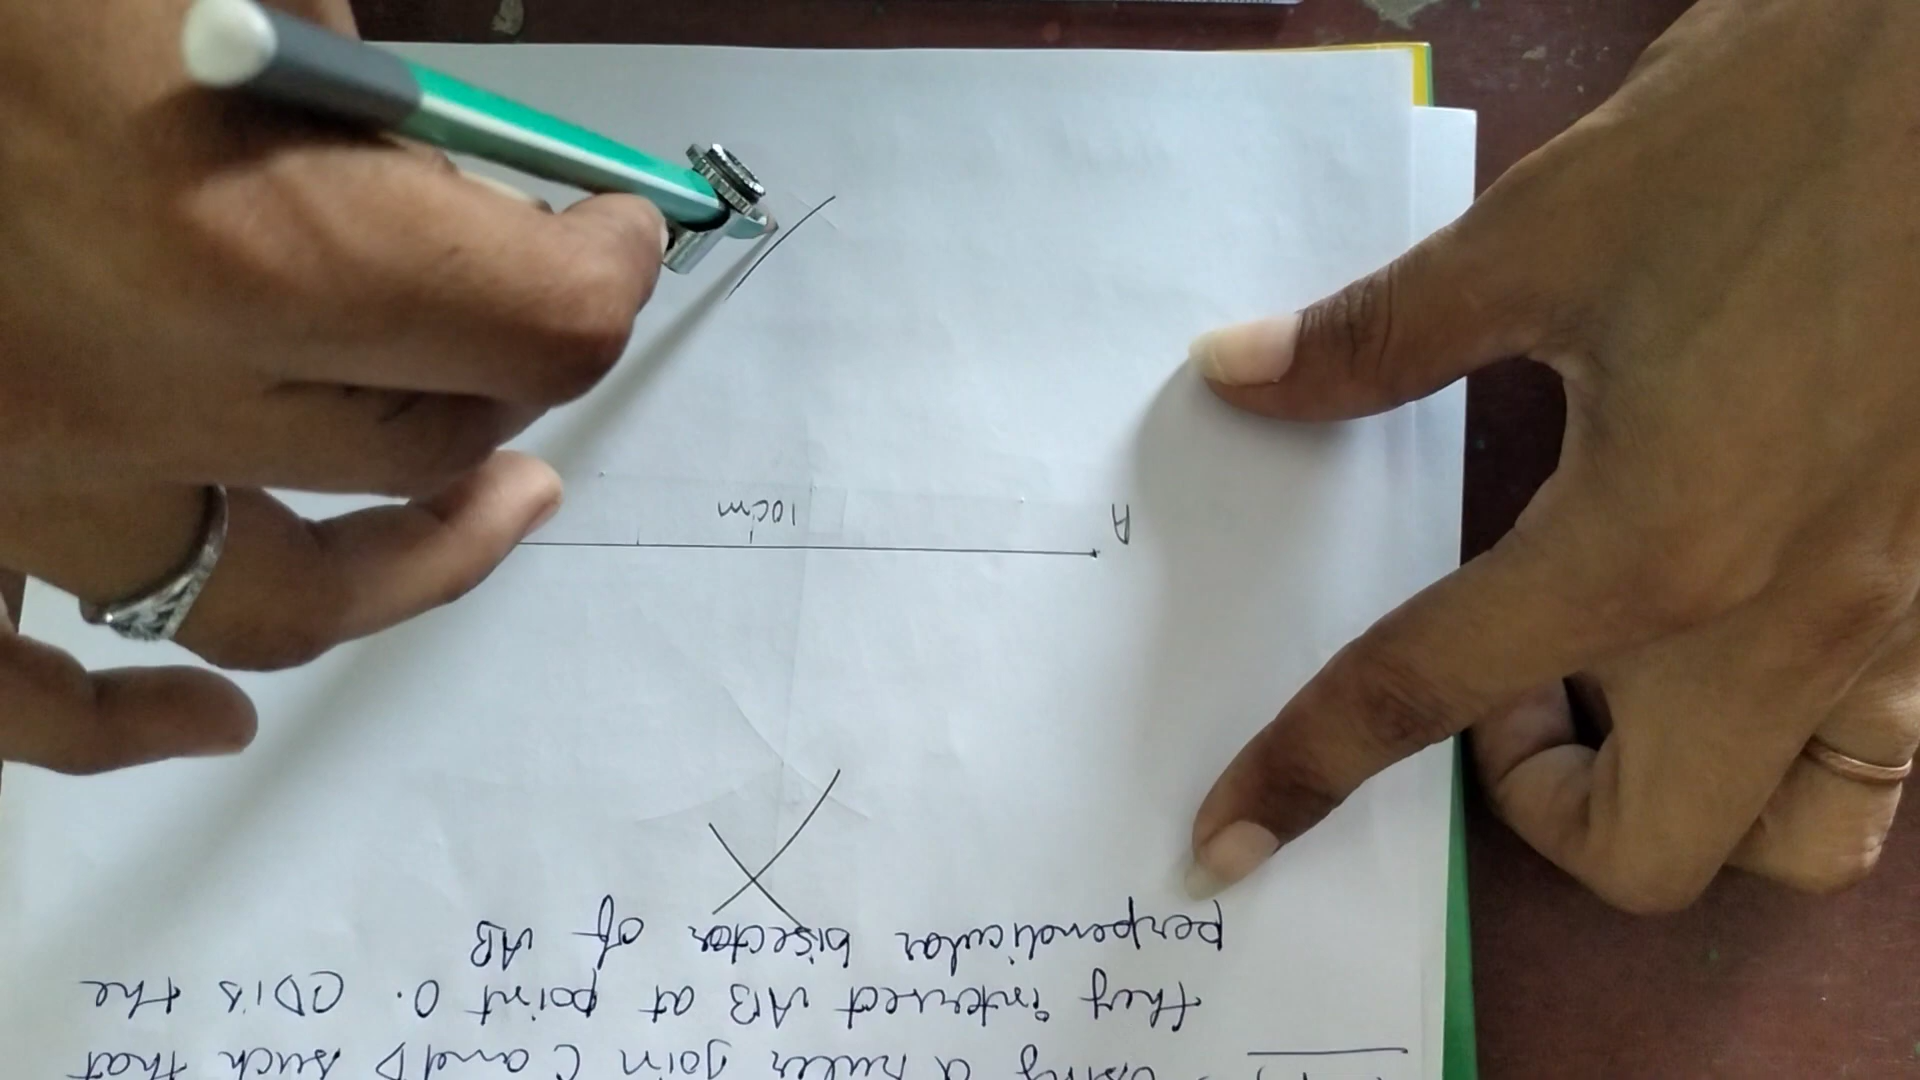 - Using a ruler join C and D such that
they intersect AB at point O. CD is the
perpendicular bisector of AB
10cm
A